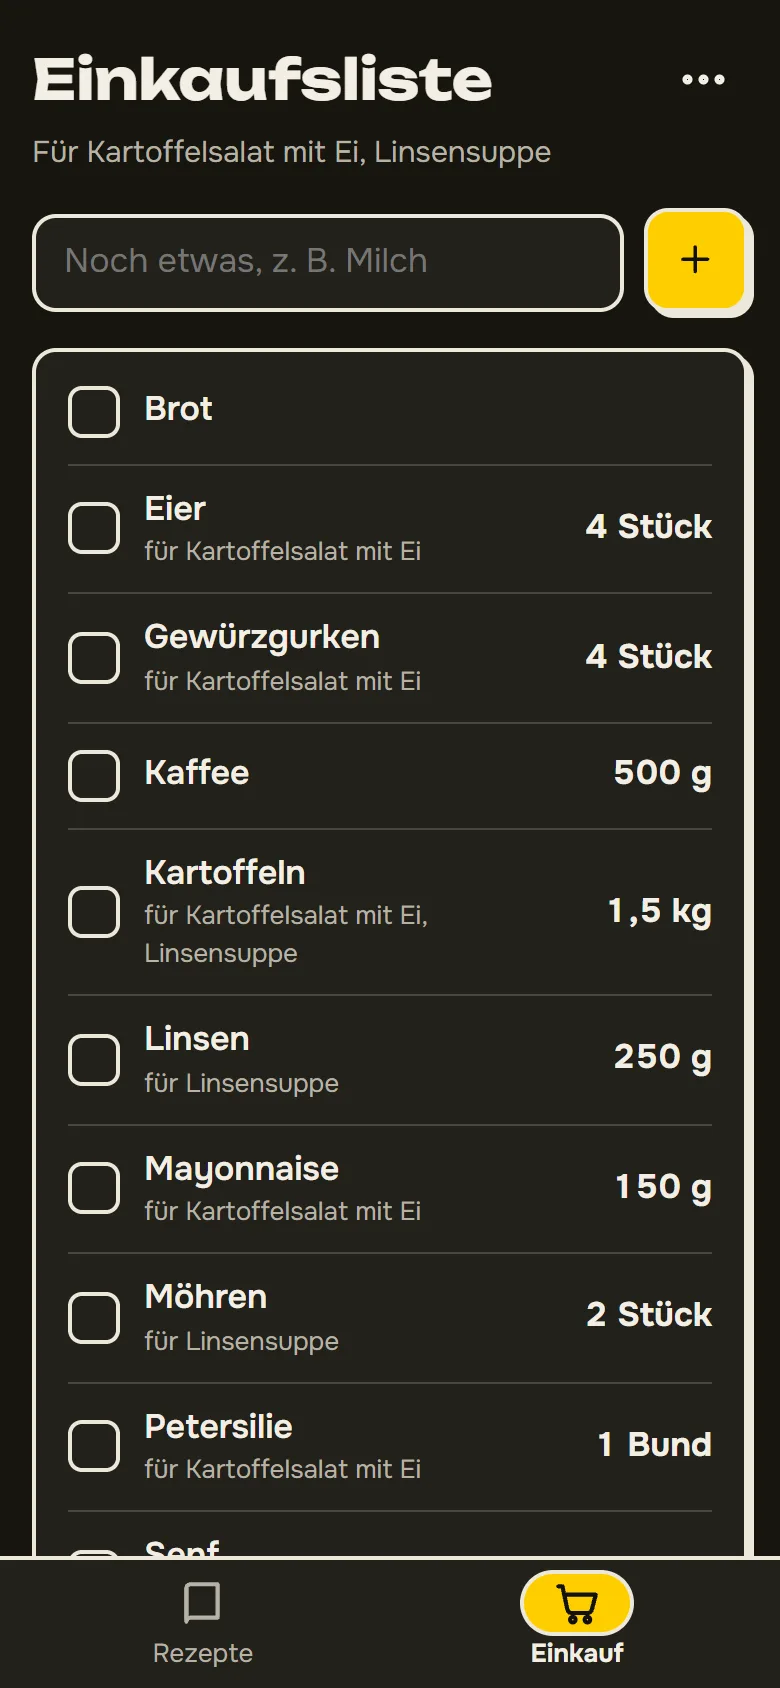 Einkaufsliste
Für Kartoffelsalat mit Ei, Linsensuppe
Noch etwas, z. B. Milch
Brot
Eier
für Kartoffelsalat mit Ei
4 Stück
Gewürzgurken
für Kartoffelsalat mit Ei
4 Stück
Kaffee
500 g
Kartoffeln
für Kartoffelsalat mit Ei,
Linsensuppe
1,5 kg
Linsen
für Linsensuppe
250 g
Mayonnaise
für Kartoffelsalat mit Ei
150 g
Möhren
für Linsensuppe
2 Stück
Petersilie
für Kartoffelsalat mit Ei
1 Bund
Senf
Rezepte
Einkauf